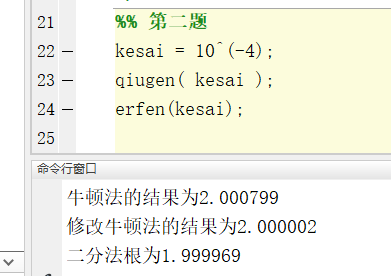 21
%% 第二题
22 — kesai = 10^(-4);
23 — qiugen( kesai );
24 — erfen(kesai);
25
命令行窗口
牛顿法的结果为2.000799
修改牛顿法的结果为2.000002
二分法根为1.999969